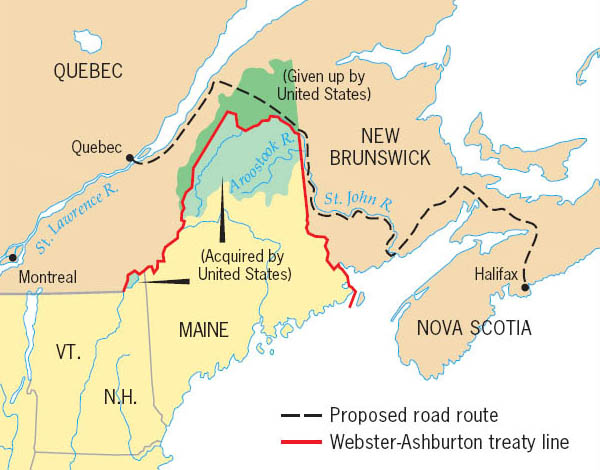 QUEBEC
(Given up by
United States)
Quebec
NEW
BRUNSWICK
Aroostook R.
St. John R.
St. Lawrence R.
(Acquired by
United States)
Montreal
Halifax
MAINE
NOVA SCOTIA
VT.
N.H.
Proposed road route
Webster-Ashburton treaty line